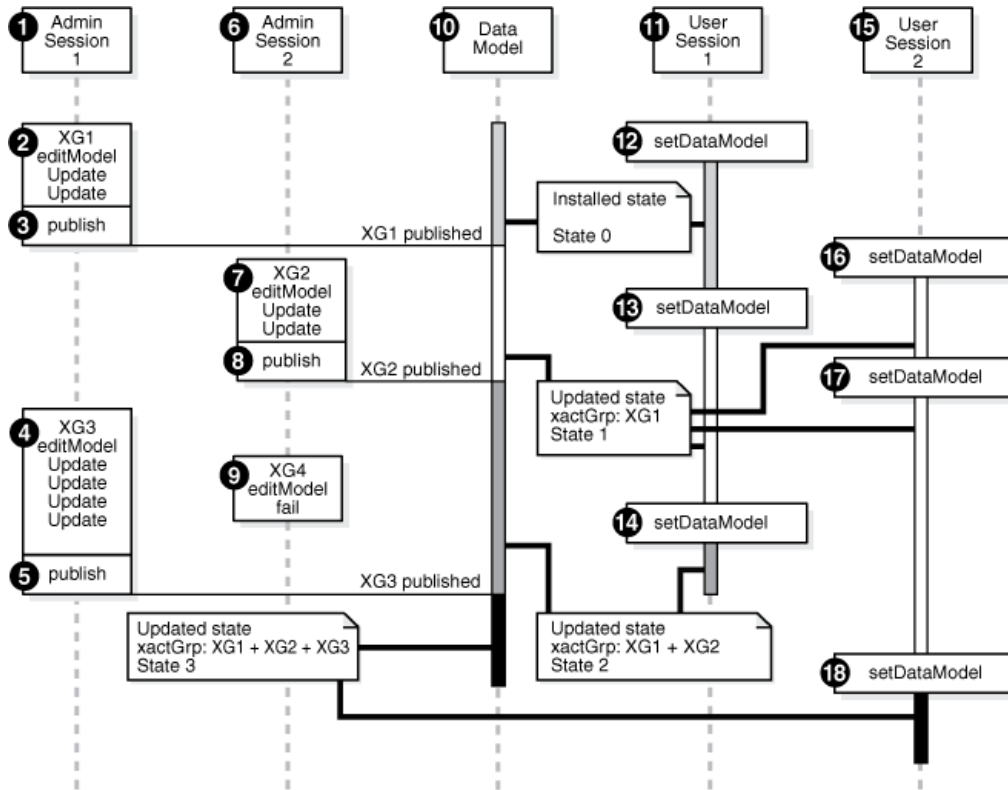 1 Admin
Session
1
6 Admin
Session
2
10 Data
Model
11 User
Session
1
15 User
Session
2
2 XG1
editModel
Update
Update
3 publish
XG1 published
12 setDataModel
Installed state
State 0
16 setDataModel
7 XG2
editModel
Update
Update
8 publish
XG2 published
13 setDataModel
17 setDataModel
Updated state
xactGrp: XG1
State 1
4 XG3
editModel
Update
Update
Update
Update
5 publish
XG3 published
9 XG4
editModel
fail
14 setDataModel
Updated state
xactGrp: XG1 + XG2 + XG3
State 3
Updated state
xactGrp: XG1 + XG2
State 2
18 setDataModel